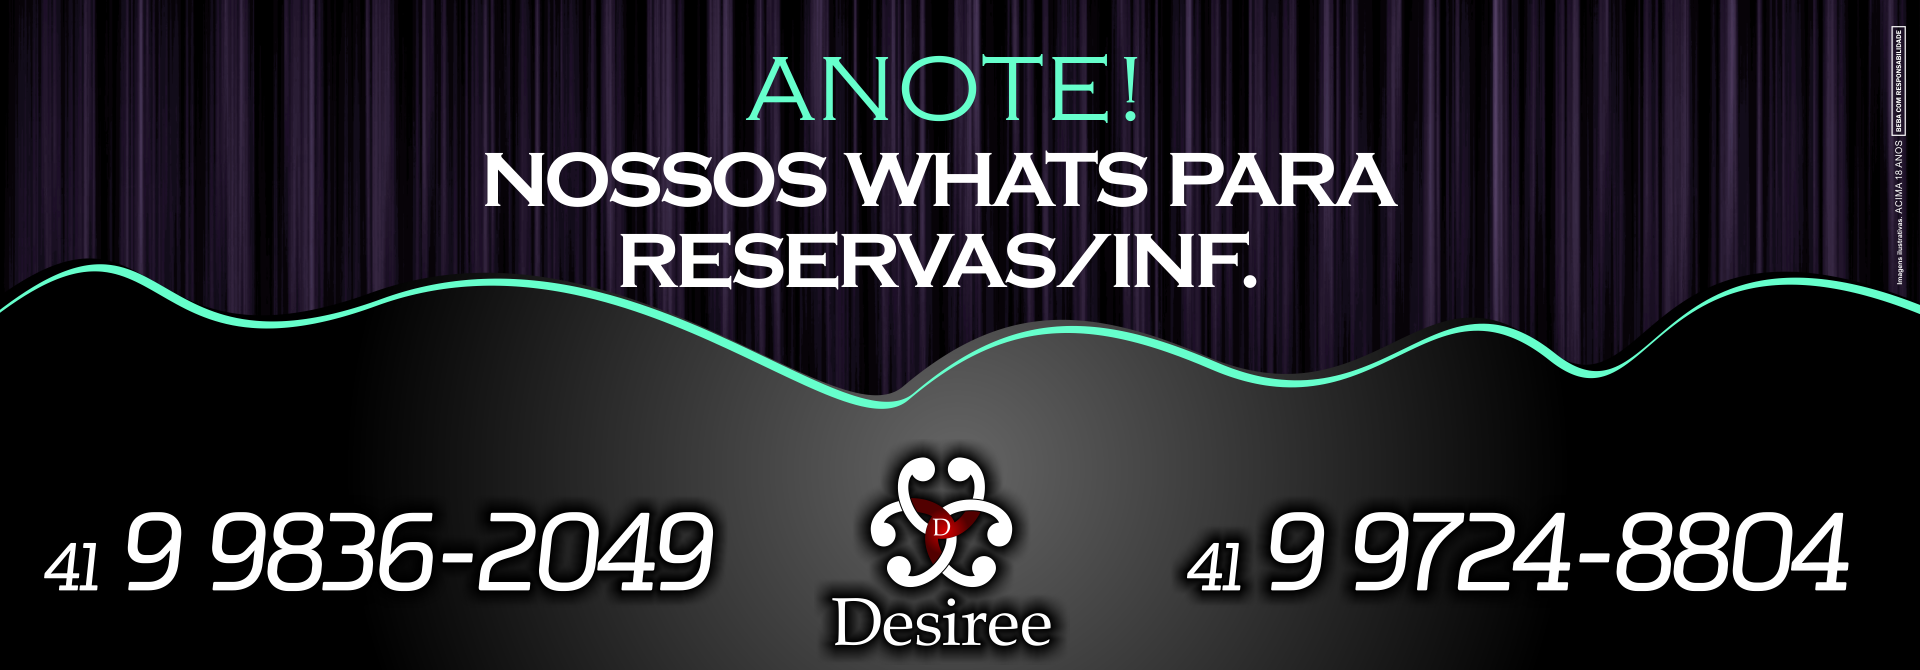 ANOTE!
NOSSOS WHATS PARA
RESERVAS/INF.
41 9 9836-2049
D
Desiree
41 9 9724-8804
Imagens ilustrativas. ACIMA 18 ANOS BEBA COM RESPONSABILIDADE